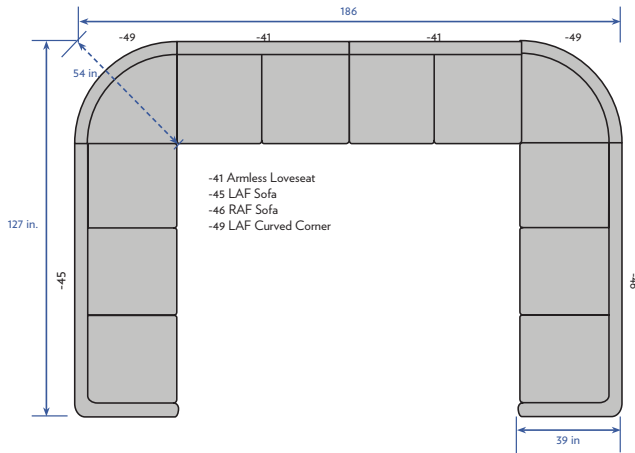 186
-49 -41 -41 -49
54 in.
-41 Armless Loveseat
-45 LAF Sofa
-46 RAF Sofa
-49 LAF Curved Corner
127 in.
-45
39 in